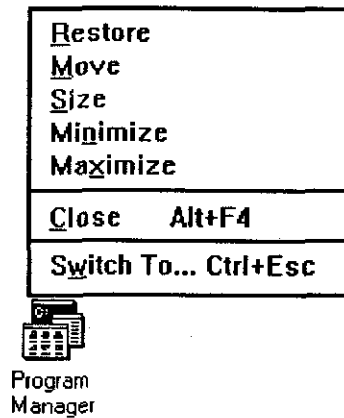 Restore
Move
Size
Minimize
Maximize
Close Alt+F4
Switch To... Ctrl+Esc
Program
Manager